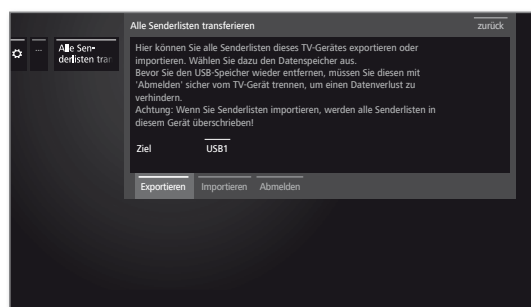 Alle Senderlisten transferieren
zurück
...
Alle Sen-
derlisten tran
Hier können Sie alle Senderlisten dieses TV-Gerätes exportieren oder
importieren. Wählen Sie dazu den Datenspeicher aus.
Bevor Sie den USB-Speicher wieder entfernen, müssen Sie diesen mit
'Abmelden' sicher vom TV-Gerät trennen, um einen Datenverlust zu
verhindern.
Achtung: Wenn Sie Senderlisten importieren, werden alle Senderlisten in
diesem Gerät überschrieben!
Ziel USB1
Exportieren Importieren Abmelden